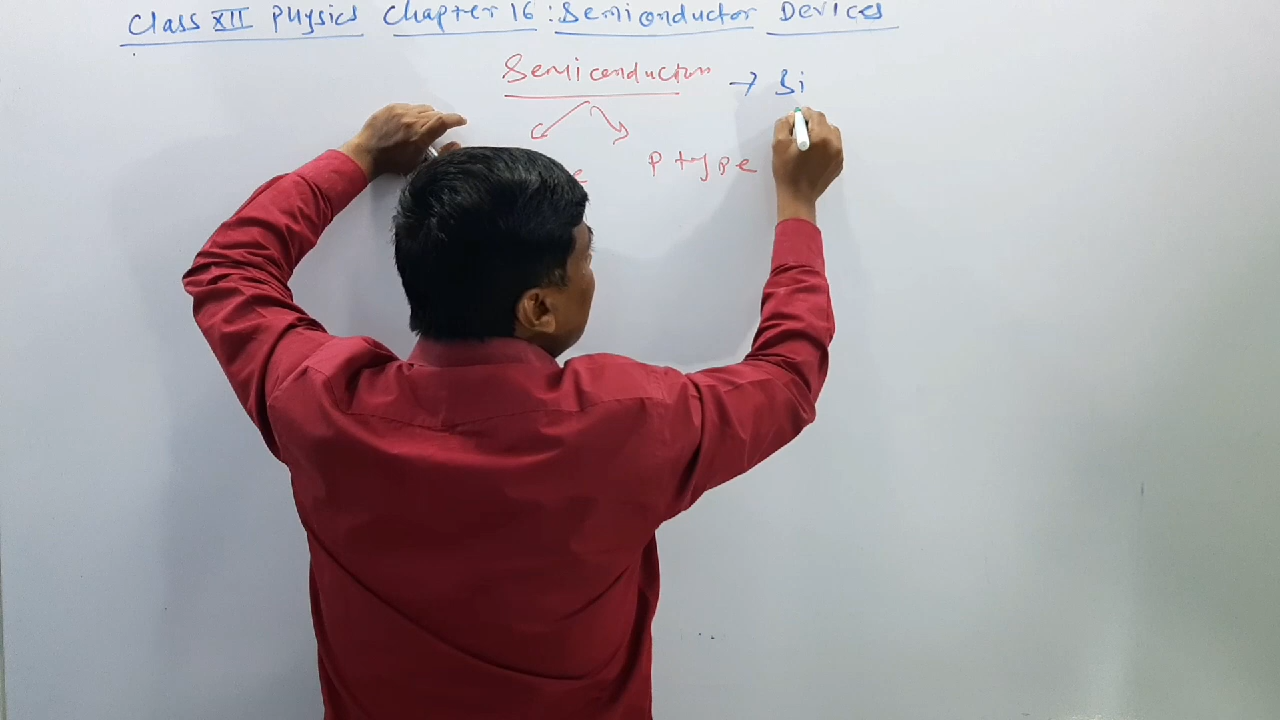 Class XII Physics Chapter 16 : Semiconductor Devices
Semiconductor → Si
P type